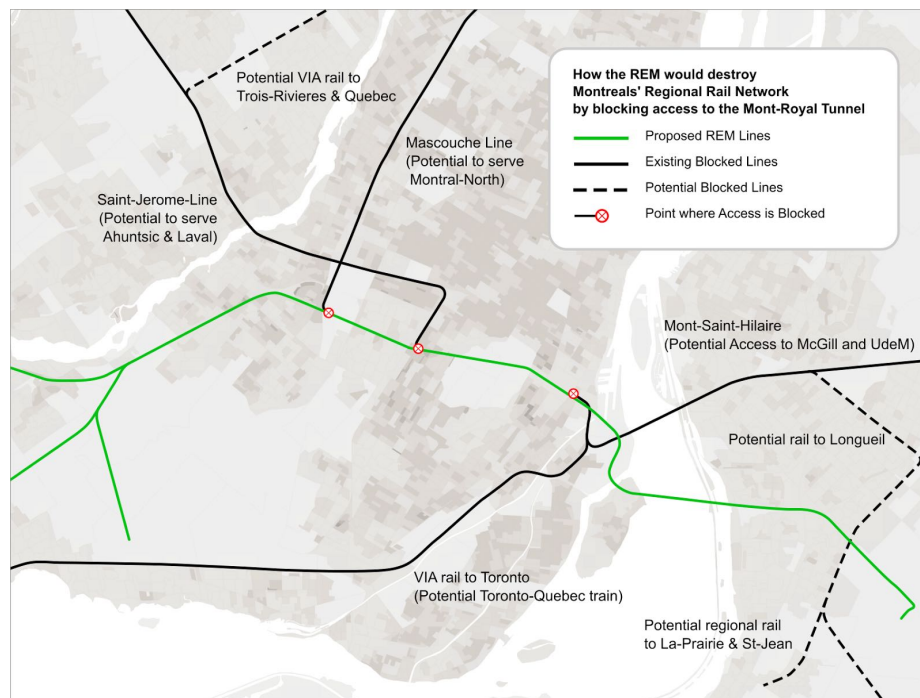 Potential VIA rail to
Trois-Rivieres & Quebec
Mascouche Line
(Potential to serve
Montral-North)
Saint-Jerome-Line
(Potential to serve
Ahuntsic & Laval)
How the REM would destroy
Montreals' Regional Rail Network
by blocking access to the Mont-Royal Tunnel
Proposed REM Lines
Existing Blocked Lines
Potential Blocked Lines
Point where Access is Blocked
Mont-Saint-Hilaire
(Potential Access to McGill and UdeM)
Potential rail to Longueil
VIA rail to Toronto
(Potential Toronto-Quebec train)
Potential regional rail
to La-Prairie & St-Jean